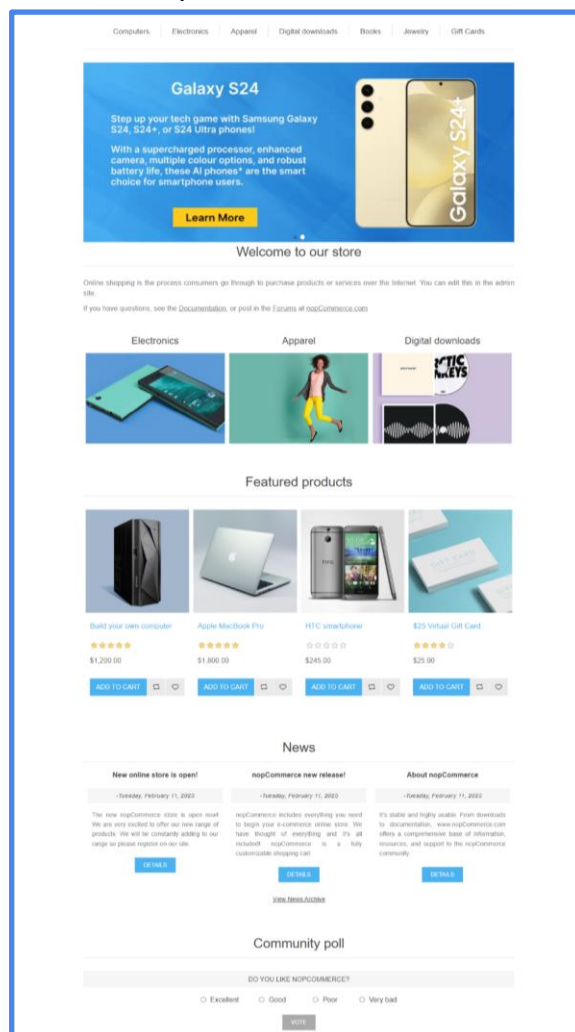 Computers Electronics Apparel Digital downloads Books Jewelry Gift Cards
Galaxy S24
Step up your tech game with Samsung Galaxy
S24, S24+, or S24 Ultra phones!
With a supercharged processor, enhanced
camera, multiple colour options, and robust
battery life, these AI phones* are the smart
choice for smartphone users.
Learn More
Galaxy S24+
Welcome to our store
Online shopping is the process consumers go through to purchase products or services over the Internet. You can edit this in the admin
site.
If you have questions, see the Documentation, or post in the Forums at nopCommerce.com
Electronics Apparel Digital downloads
ARCTIC
MONKEYS
Featured products
GIFT CARD
Build your own computer Apple MacBook Pro HTC smartphone $25 Virtual Gift Card
$1,200.00 $1,800.00 $245.00 $25.00
ADD TO CART ADD TO CART ADD TO CART ADD TO CART
News
New online store is open!
-Tuesday, February 11, 2025
The new nopCommerce store is open now!
We are very excited to offer our new range of
products. We will be constantly adding to our
range so please register on our site.
DETAILS
nopCommerce new release!
-Tuesday, February 11, 2025
nopCommerce includes everything you need
to begin your e-commerce online store. We
have thought of everything and it's all
included! nopCommerce is a fully
customizable shopping cart
DETAILS
About nopCommerce
-Tuesday, February 11, 2025
It's stable and highly usable. From downloads
to documentation, www.nopCommerce.com
offers a comprehensive base of information,
resources, and support to the nopCommerce
community.
DETAILS
View News Archive
Community poll
DO YOU LIKE NOPCOMMERCE?
Excellent Good Poor Very bad
VOTE